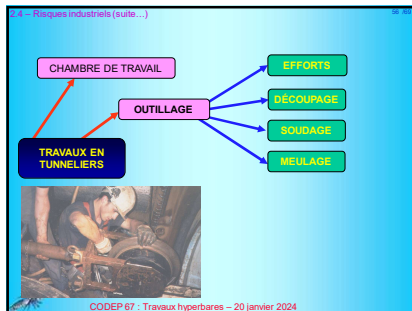 2.4 – Risques industriels (suite…)
CHAMBRE DE TRAVAIL
OUTILLAGE
EFFORTS
DÉCOUPAGE
SOUDAGE
MEULAGE
TRAVAUX EN
TUNNELIERS
CODEP 67 : Travaux hyperbares – 20 janvier 2024